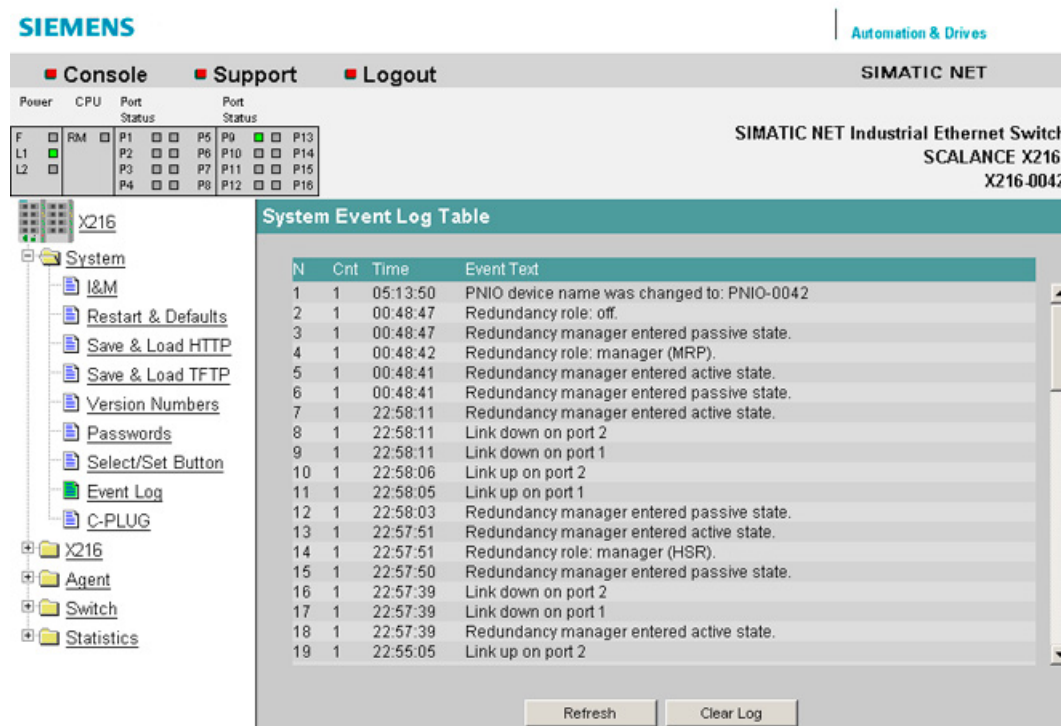 SIEMENS
Automation & Drives
Console Support Logout SIMATIC NET
Power CPU Port Status Port Status
F RM P1 P5 P9 P13
L1 P2 P6 P10 P14
L2 P3 P7 P11 P15
P4 P8 P12 P16
SIMATIC NET Industrial Ethernet Switch
SCALANCE X216
X216-0042
X216
System
I&M
Restart & Defaults
Save & Load HTTP
Save & Load TFTP
Version Numbers
Passwords
Select/Set Button
Event Log
C-PLUG
X216
Agent
Switch
Statistics
System Event Log Table
N Cnt Time Event Text
1 1 05:13:50 PNIO device name was changed to: PNIO-0042
2 1 00:48:47 Redundancy role: off.
3 1 00:48:47 Redundancy manager entered passive state.
4 1 00:48:42 Redundancy role: manager (MRP).
5 1 00:48:41 Redundancy manager entered active state.
6 1 00:48:41 Redundancy manager entered passive state.
7 1 22:58:11 Redundancy manager entered active state.
8 1 22:58:11 Link down on port 2
9 1 22:58:11 Link down on port 1
10 1 22:58:06 Link up on port 2
11 1 22:58:05 Link up on port 1
12 1 22:58:03 Redundancy manager entered passive state.
13 1 22:57:51 Redundancy manager entered active state.
14 1 22:57:51 Redundancy role: manager (HSR).
15 1 22:57:50 Redundancy manager entered passive state.
16 1 22:57:39 Link down on port 2
17 1 22:57:39 Link down on port 1
18 1 22:57:39 Redundancy manager entered active state.
19 1 22:55:05 Link up on port 2
Refresh Clear Log